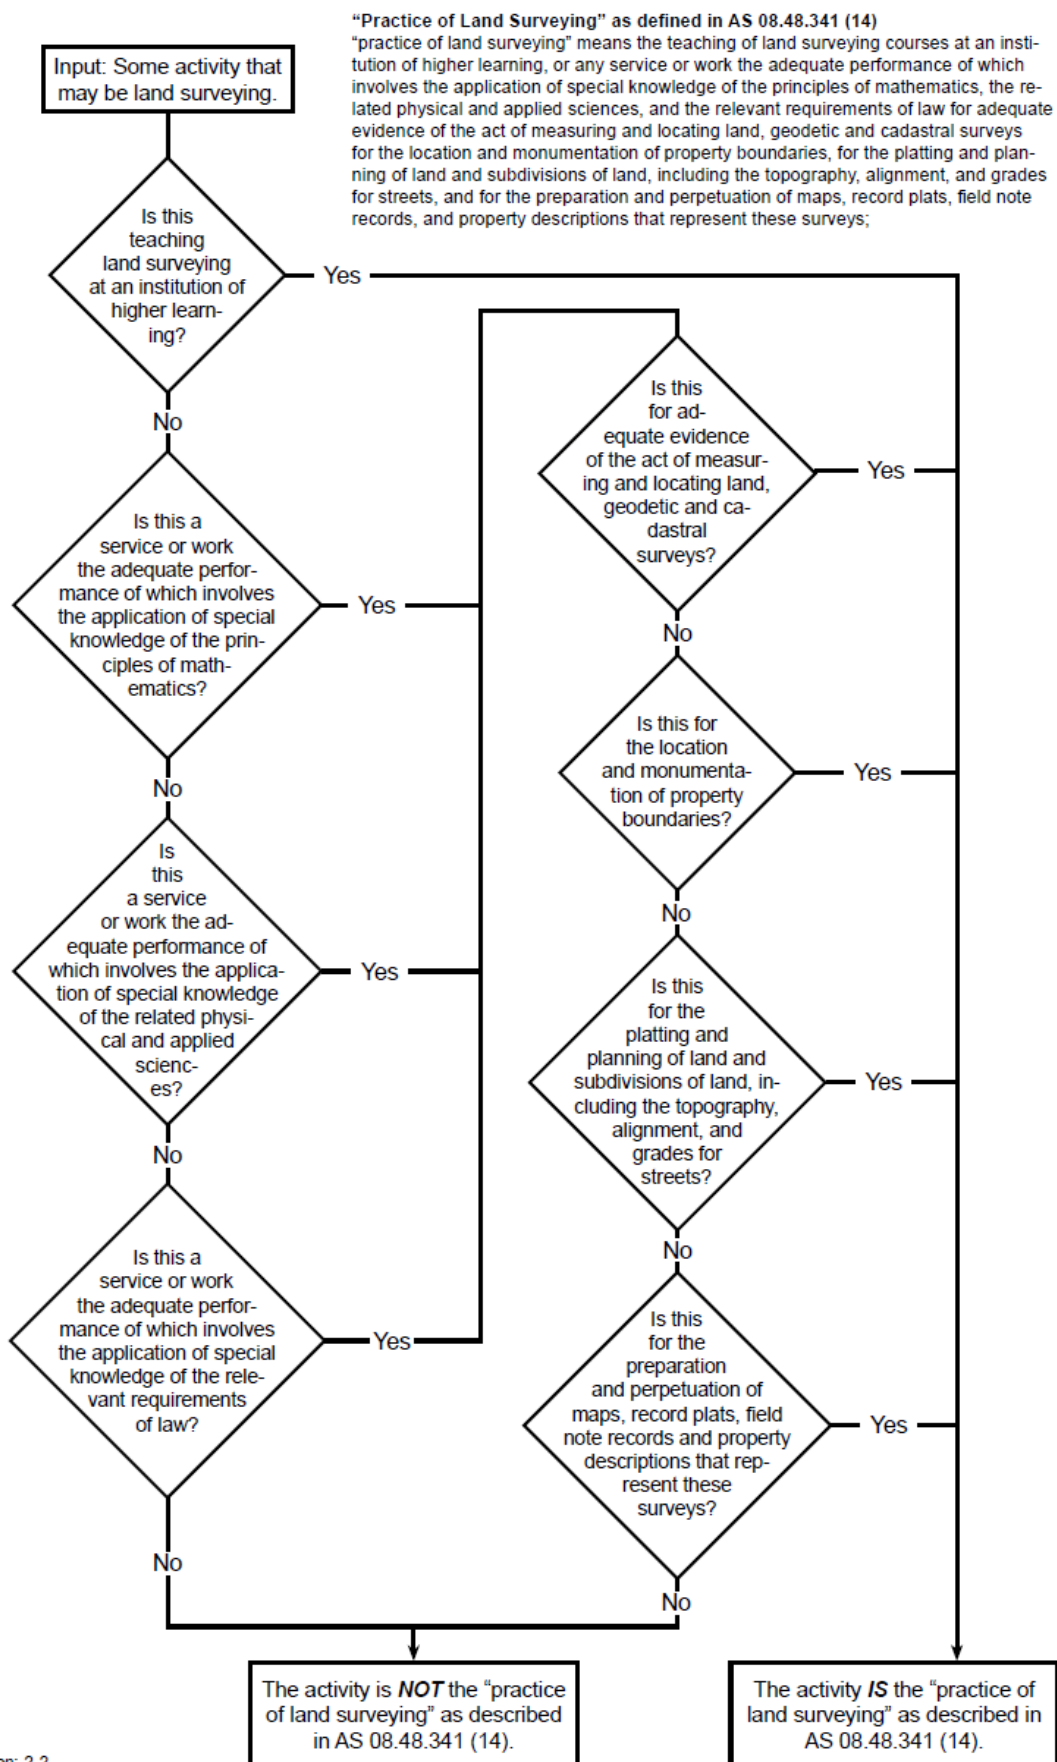 “Practice of Land Surveying” as defined in AS 08.48.341 (14)
“practice of land surveying” means the teaching of land surveying courses at an insti-
tution of higher learning, or any service or work the adequate performance of which
involves the application of special knowledge of the principles of mathematics, the re-
lated physical and applied sciences, and the relevant requirements of law for adequate
evidence of the act of measuring and locating land, geodetic and cadastral surveys
for the location and monumentation of property boundaries, for the platting and plan-
ning of land and subdivisions of land, including the topography, alignment, and grades
for streets, and for the preparation and perpetuation of maps, record plats, field note
records, and property descriptions that represent these surveys;
Input: Some activity that
may be land surveying.
Is this
teaching
land surveying
at an institution of
higher learn-
ing?
Yes
No
Is this a
service or work
the adequate perfor-
mance of which involves
the application of special
knowledge of the prin-
ciples of math-
ematics?
Yes
No
Is
this
a service
or work the ad-
equate performance of
which involves the applica-
tion of special knowledge
of the related physi-
cal and applied
scienc-
es?
Yes
No
Is this a
service or work
the adequate perfor-
mance of which involves
the application of special
knowledge of the rele-
vant requirements
of law?
Yes
No
Is this
for ad-
equate evidence
of the act of measur-
ing and locating land,
geodetic and ca-
dastral
surveys?
Yes
No
Is this for
the location
and monumenta-
tion of property
boundaries?
Yes
No
Is this
for the
platting and
planning of land and
subdivisions of land, in-
cluding the topography,
alignment, and
grades for
streets?
Yes
No
Is this
for the
preparation
and perpetuation of
maps, record plats, field
note records and property
descriptions that rep-
resent these
surveys?
Yes
No
The activity is NOT the “practice
of land surveying” as described
in AS 08.48.341 (14).
The activity IS the “practice of
land surveying” as described in
AS 08.48.341 (14).